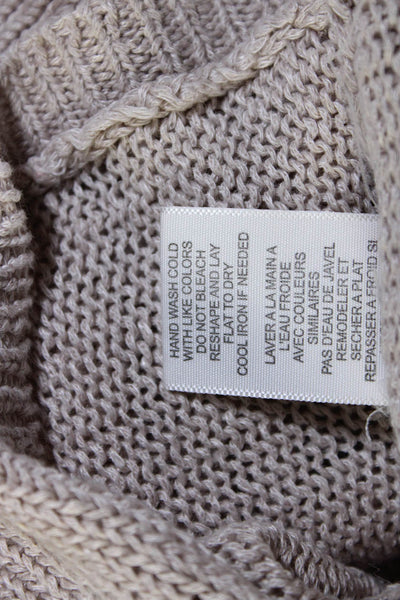 HAND WASH COLD
WITH LIKE COLORS
DO NOT BLEACH
RESHAPE AND LAY
FLAT TO DRY
COOL IRON IF NEEDED
LAVER A LA MAIN A
L'EAU FROIDE
AVEC COULEURS
SIMILAIRES
PAS D'EAU DE JAVEL
REMODELER ET
SECHER A PLAT
REPASSER A FROID SI